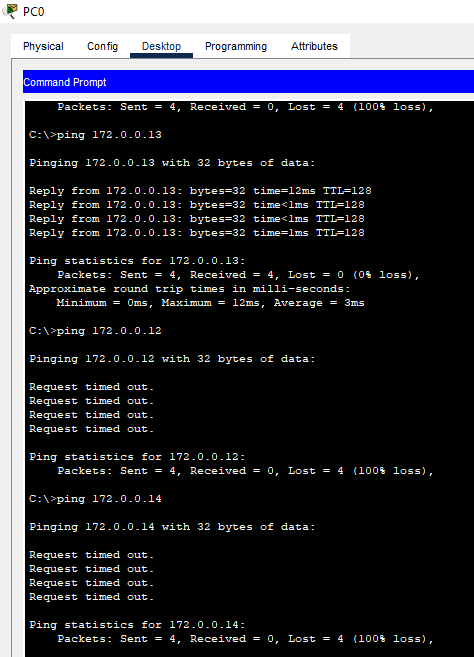 PC0
Physical Config Desktop Programming Attributes
Command Prompt
Packets: Sent = 4, Received = 0, Lost = 4 (100% loss),
C:\>ping 172.0.0.13
Pinging 172.0.0.13 with 32 bytes of data:
Reply from 172.0.0.13: bytes=32 time=12ms TTL=128
Reply from 172.0.0.13: bytes=32 time<1ms TTL=128
Reply from 172.0.0.13: bytes=32 time<1ms TTL=128
Reply from 172.0.0.13: bytes=32 time=1ms TTL=128
Ping statistics for 172.0.0.13:
Packets: Sent = 4, Received = 4, Lost = 0 (0% loss),
Approximate round trip times in milli-seconds:
Minimum = 0ms, Maximum = 12ms, Average = 3ms
C:\>ping 172.0.0.12
Pinging 172.0.0.12 with 32 bytes of data:
Request timed out.
Request timed out.
Request timed out.
Request timed out.
Ping statistics for 172.0.0.12:
Packets: Sent = 4, Received = 0, Lost = 4 (100% loss),
C:\>ping 172.0.0.14
Pinging 172.0.0.14 with 32 bytes of data:
Request timed out.
Request timed out.
Request timed out.
Request timed out.
Ping statistics for 172.0.0.14:
Packets: Sent = 4, Received = 0, Lost = 4 (100% loss),